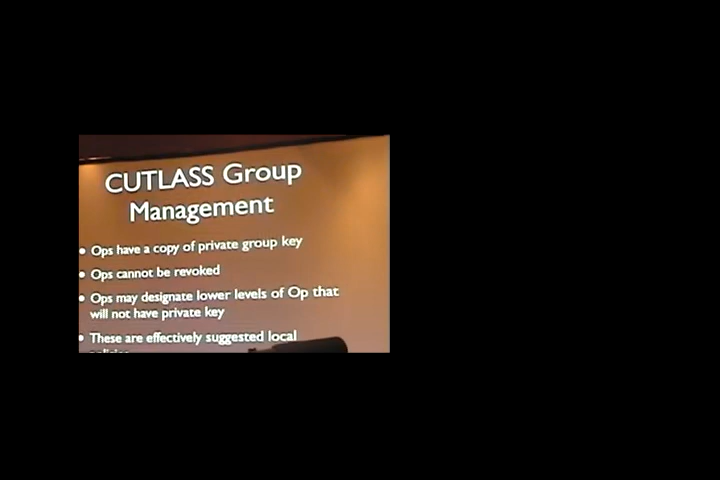 CUTLASS Group
Management
• Ops have a copy of private group key
• Ops cannot be revoked
• Ops may designate lower levels of Op that
will not have private key
• These are effectively suggested local